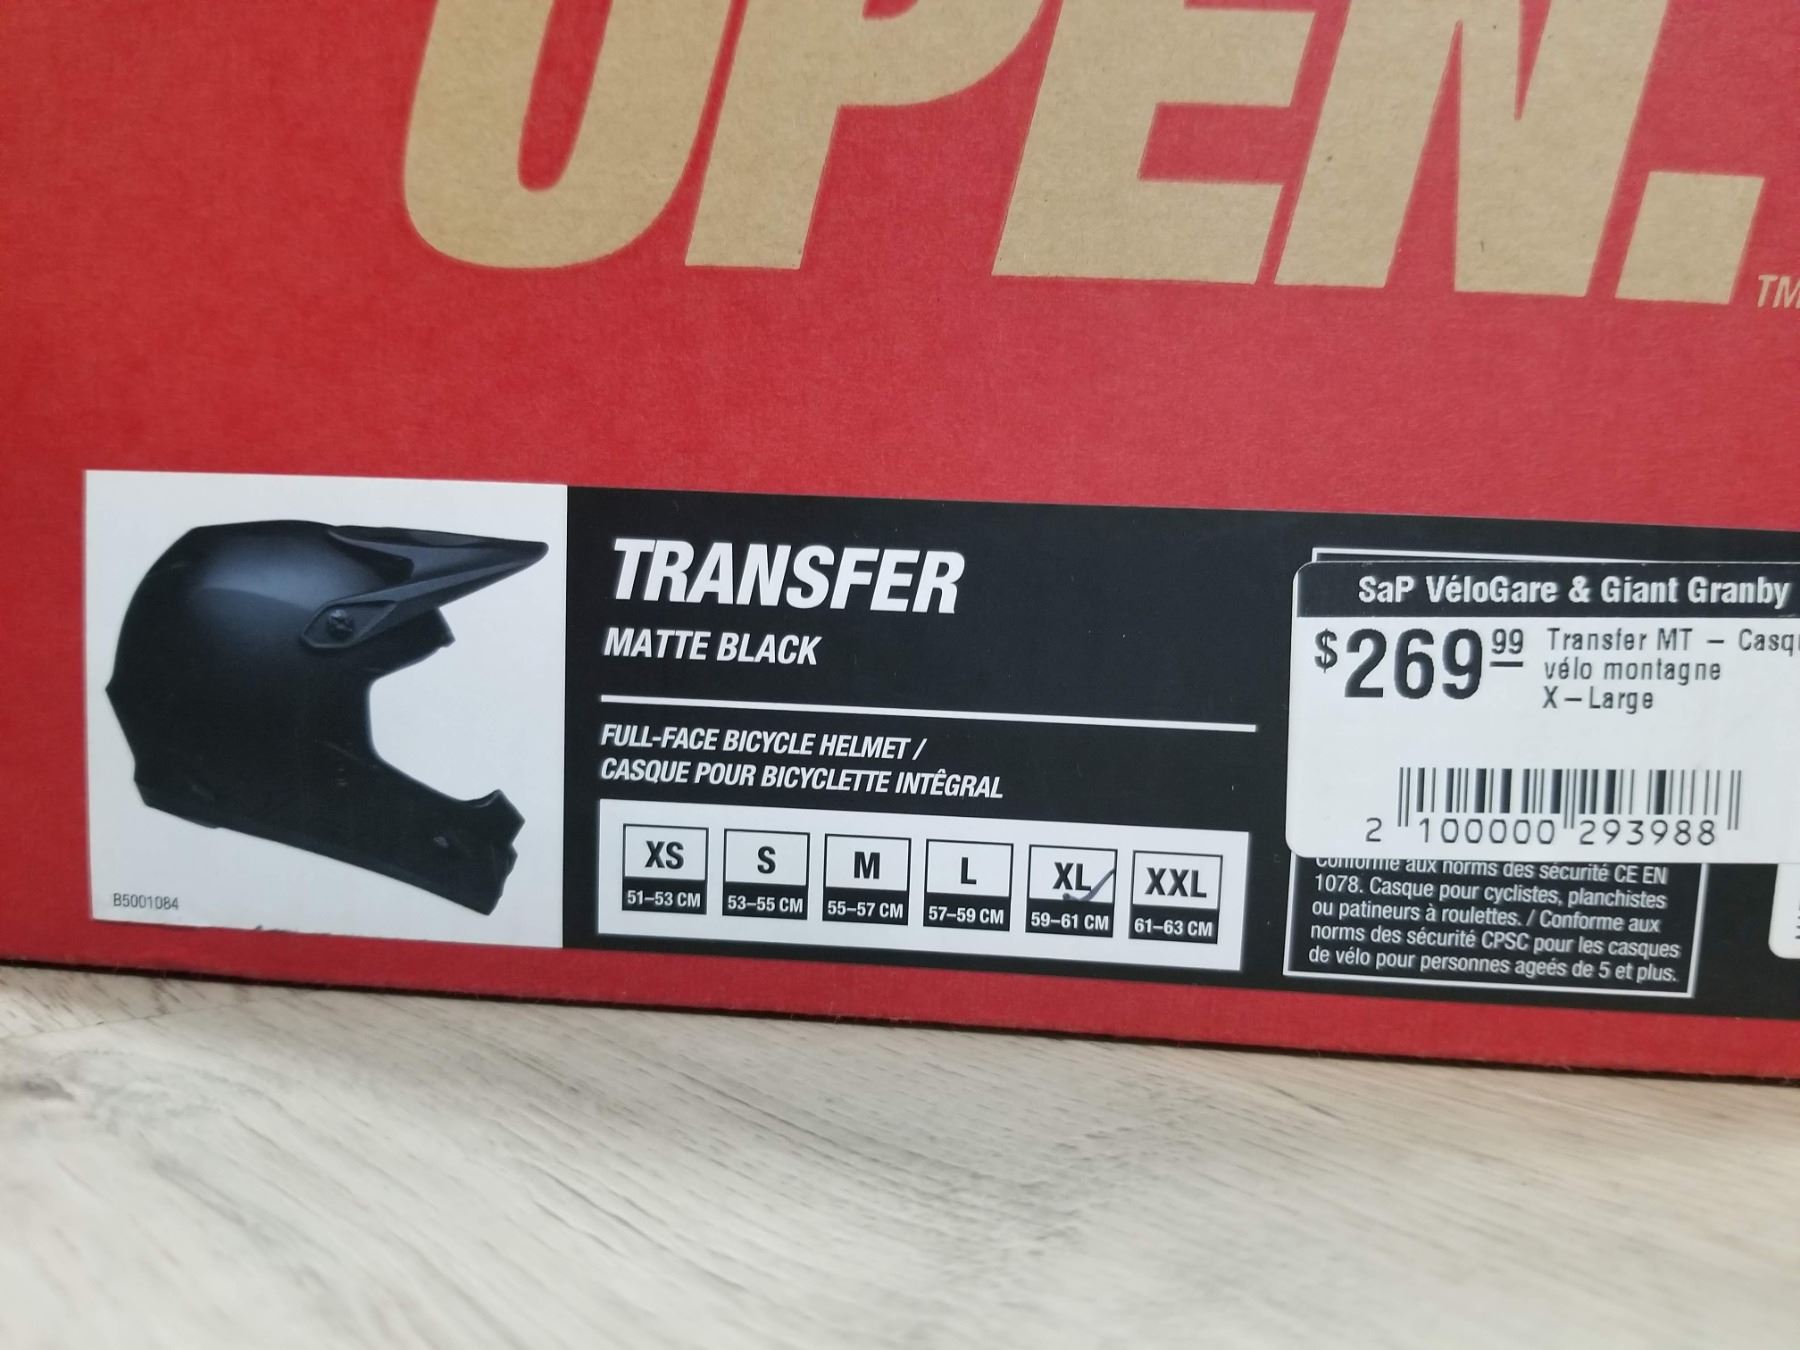 OPEN.
TM
TRANSFER
MATTE BLACK
FULL-FACE BICYCLE HELMET /
CASQUE POUR BICYCLETTE INTÊGRAL
XS
51–53 CM
S
53–55 CM
M
55–57 CM
L
57–59 CM
XL
59–61 CM
XXL
61–63 CM
B5001084
SaP VéloGare & Giant Granby
$269.99 Transfer MT – Casq
vélo montagne
X-Large
2 100000 293988
Conforme aux norms des sécurité CE EN
1078. Casque pour cyclistes, planchistes
ou patineurs à roulettes. / Conforme aux
norms des sécurité CPSC pour les casques
de vélo pour personnes ageés de 5 et plus.